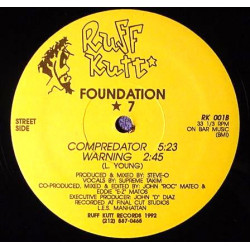 Ruff
Kutt
FOUNDATION
★ 7
STREET
SIDE
RK 001B
33 1/3 RPM
ON BAR MUSIC
(BMI)
COMPREDATOR 5:23
WARNING 2:45
(L. YOUNG)
PRODUCED & MIXED BY: STEVE-O
VOCALS BY: SUPREME TAKIM
CO-PRODUCED, MIXED & EDITED BY: JOHN "ROC" MATEO &
EDDIE "E-Z" MATOS
EXECUTIVE PRODUCER: JOHN "D" DIAZ
RECORDED AT FINAL CUT STUDIOS
L.E.S. MANHATTAN
RUFF KUTT RECORDS 1992
(212) 567-0465